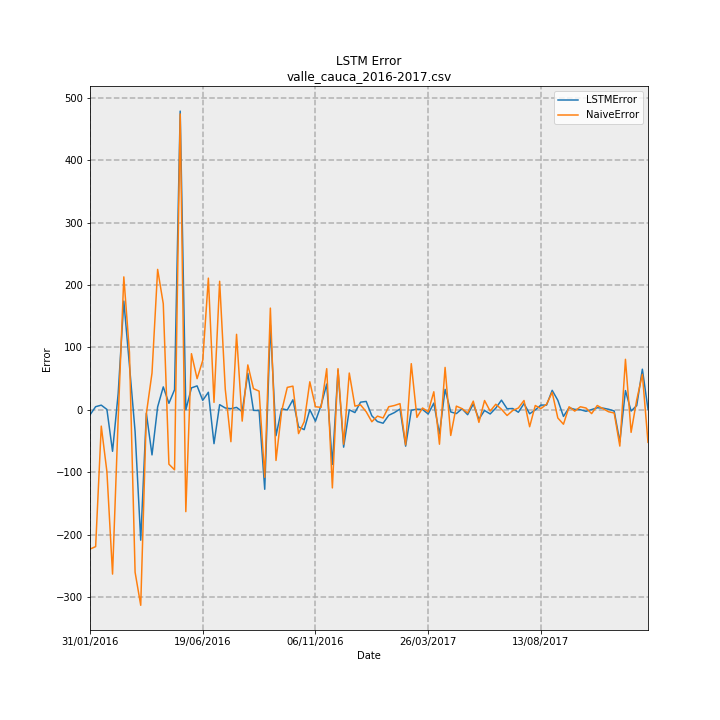 LSTM Error
valle_cauca_2016-2017.csv
LSTMError
NaiveError
500
400
300
200
100
0
−100
−200
−300
Error
31/01/2016
19/06/2016
06/11/2016
26/03/2017
13/08/2017
Date